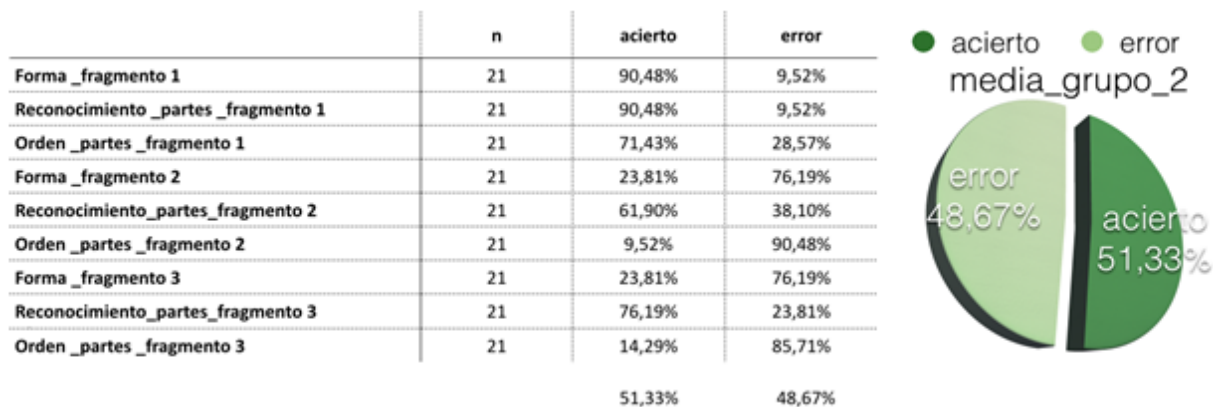 n acierto error
Forma _fragmento 1 21 90,48% 9,52%
Reconocimiento _partes _fragmento 1 21 90,48% 9,52%
Orden _partes _fragmento 1 21 71,43% 28,57%
Forma _fragmento 2 21 23,81% 76,19%
Reconocimiento_partes_fragmento 2 21 61,90% 38,10%
Orden _partes _fragmento 2 21 9,52% 90,48%
Forma _fragmento 3 21 23,81% 76,19%
Reconocimiento_partes_fragmento 3 21 76,19% 23,81%
Orden _partes _fragmento 3 21 14,29% 85,71%
51,33% 48,67%
acierto error
media_grupo_2
error
48,67%
acierto
51,33%